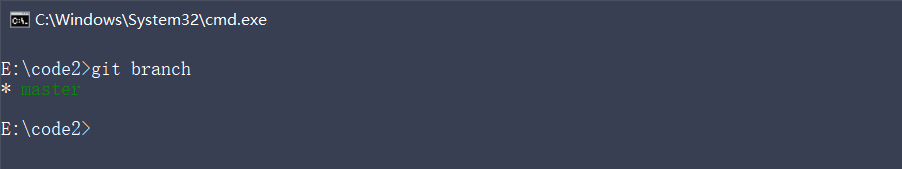 C:\Windows\System32\cmd.exe
E:\code2>git branch
* master
E:\code2>